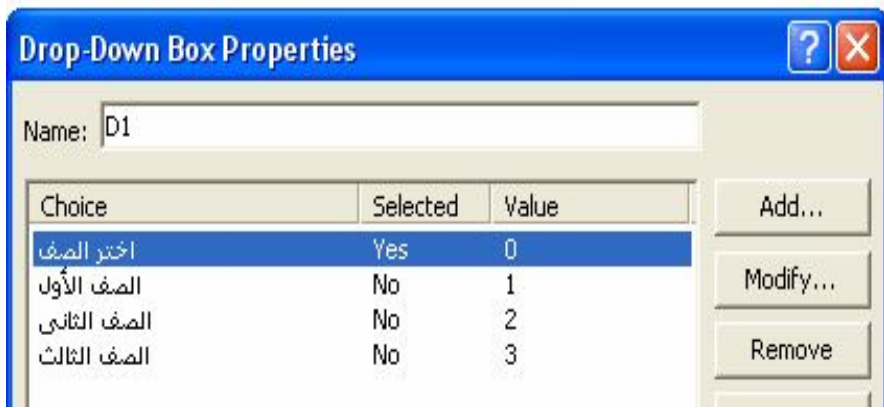 Drop-Down Box Properties
Name: D1
Choice Selected Value Add...
اختر الصف Yes 0
الصف الأول No 1 Modify...
الصف الثانى No 2
الصف الثالث No 3 Remove